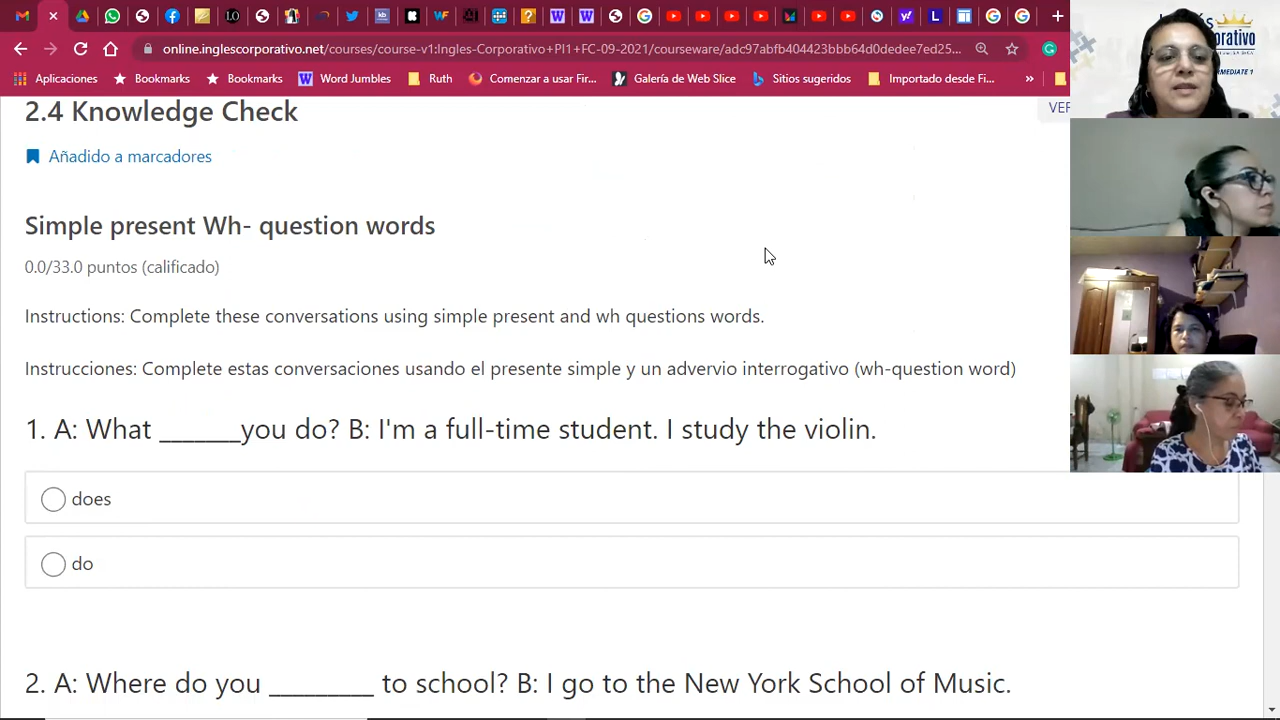 online.inglescorporativo.net/courses/course-v1:Ingles-Corporativo+PI1+FC-09-2021/courseware/adc97abfb404423bbb64d0dedee7ed25...
Aplicaciones Bookmarks Bookmarks Word Jumbles Ruth Comenzar a usar Fir... Galería de Web Slice Sitios sugeridos Importado desde Fi... »
2.4 Knowledge Check
VER
Añadido a marcadores
Simple present Wh- question words
0.0/33.0 puntos (calificado)
Instructions: Complete these conversations using simple present and wh questions words.
Instrucciones: Complete estas conversaciones usando el presente simple y un advervio interrogativo (wh-question word)
1. A: What _______you do? B: I'm a full-time student. I study the violin.
does
do
2. A: Where do you _________ to school? B: I go to the New York School of Music.